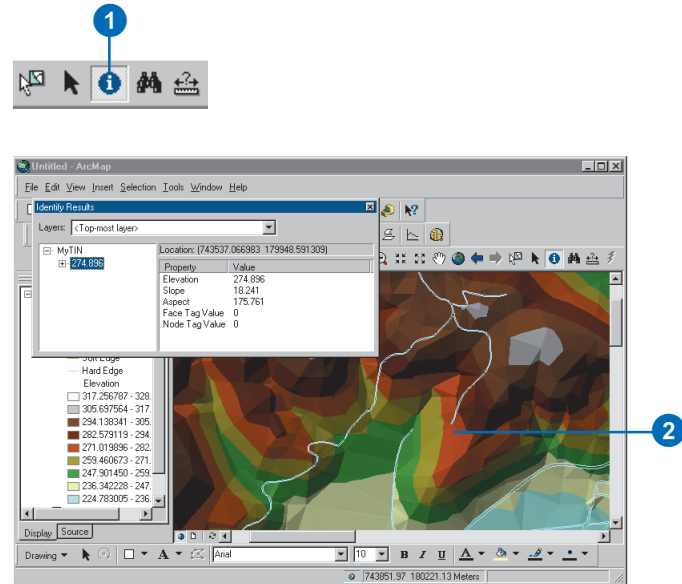 1
Untitled - ArcMap
File Edit View Insert Selection Tools Window Help
Identify Results
Layers: <Top-most layer>
MyTIN
274.896
Location: (743537.066983 179948.591309)
Property Value
Elevation 274.896
Slope 18.241
Aspect 175.761
Face Tag Value 0
Node Tag Value 0
Soft Edge
Hard Edge
Elevation
317.256787 - 328.
305.697564 - 317.
294.138341 - 305.
282.579119 - 294.
271.019896 - 282.
259.460673 - 271.
247.901450 - 259.
236.342228 - 247.
224.783005 - 236.
2
Display Source
Drawing A Arial 10 B I U A
743851.97 180221.13 Meters